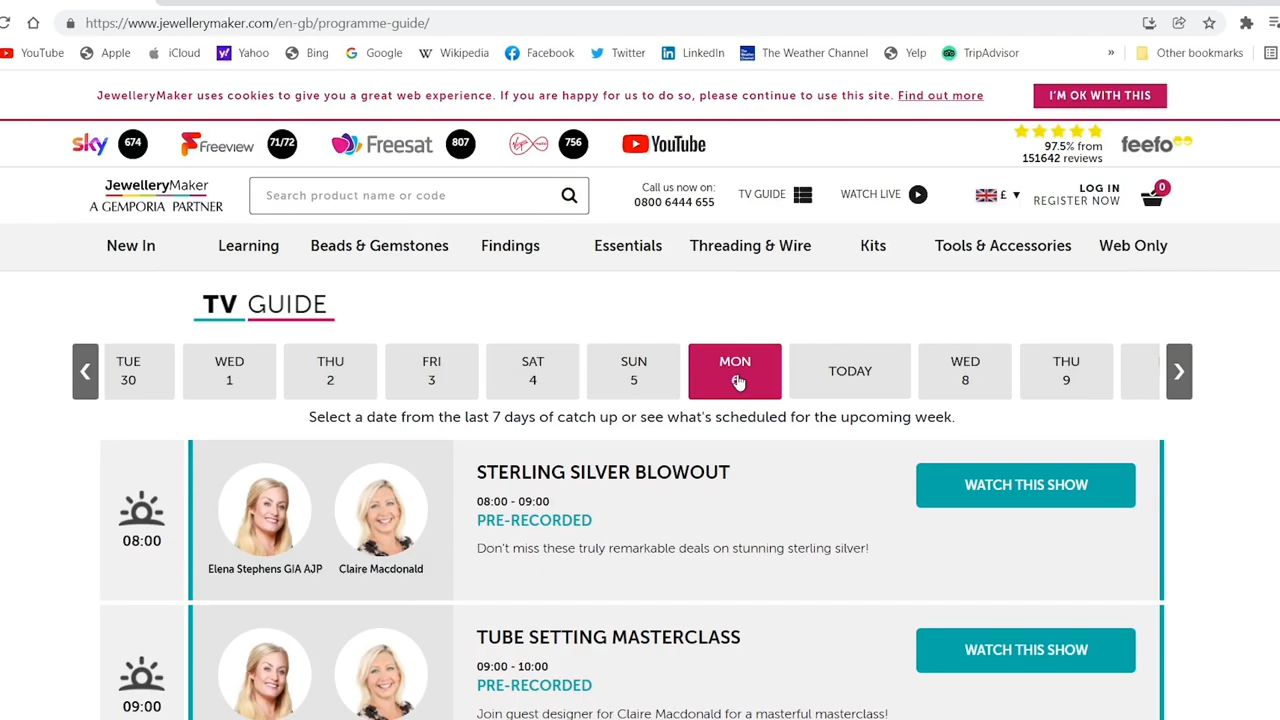 https://www.jewellerymaker.com/en-gb/programme-guide/
YouTube Apple iCloud Yahoo Bing Google Wikipedia Facebook Twitter LinkedIn The Weather Channel Yelp TripAdvisor » Other bookmarks
JewelleryMaker uses cookies to give you a great web experience. If you are happy for us to do so, please continue to use this site. Find out more I'M OK WITH THIS
sky 674 Freeview 71/72 Freesat 807 756 YouTube 97.5% from feefo
151642 reviews
JewelleryMaker
A GEMPORIA PARTNER
Search product name or code
Call us now on:
0800 6444 655
TV GUIDE WATCH LIVE £ LOG IN
REGISTER NOW
0
New In Learning Beads & Gemstones Findings Essentials Threading & Wire Kits Tools & Accessories Web Only
TV GUIDE
TUE WED THU FRI SAT SUN MON TODAY WED THU
30 1 2 3 4 5 8 9
Select a date from the last 7 days of catch up or see what's scheduled for the upcoming week.
08:00
Elena Stephens GIA AJP Claire Macdonald
STERLING SILVER BLOWOUT
08:00 - 09:00
PRE-RECORDED
Don't miss these truly remarkable deals on stunning sterling silver!
WATCH THIS SHOW
09:00
TUBE SETTING MASTERCLASS
09:00 - 10:00
PRE-RECORDED
Join guest designer for Claire Macdonald for a masterful masterclass!
WATCH THIS SHOW